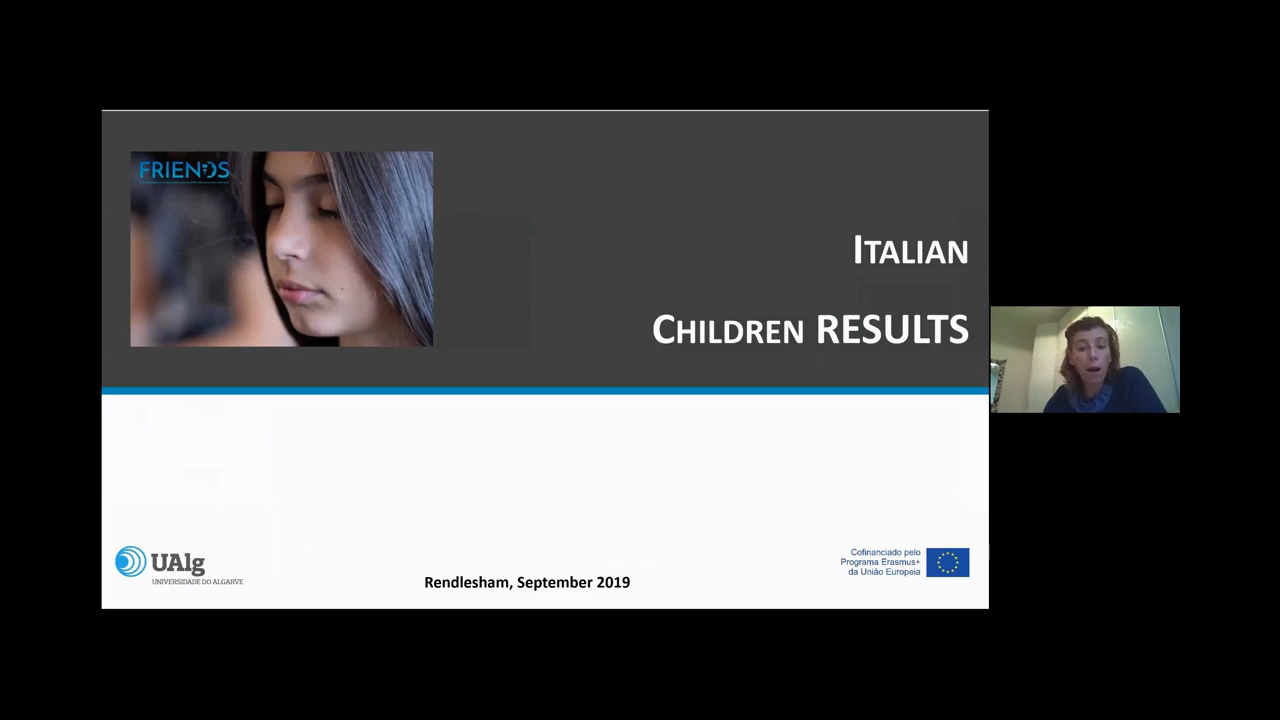 FRIENDS
ITALIAN
CHILDREN RESULTS
UAlg
UNIVERSIDADE DO ALGARVE
Rendlesham, September 2019
Cofinanciado pelo
Programa Erasmus+
da União Europeia